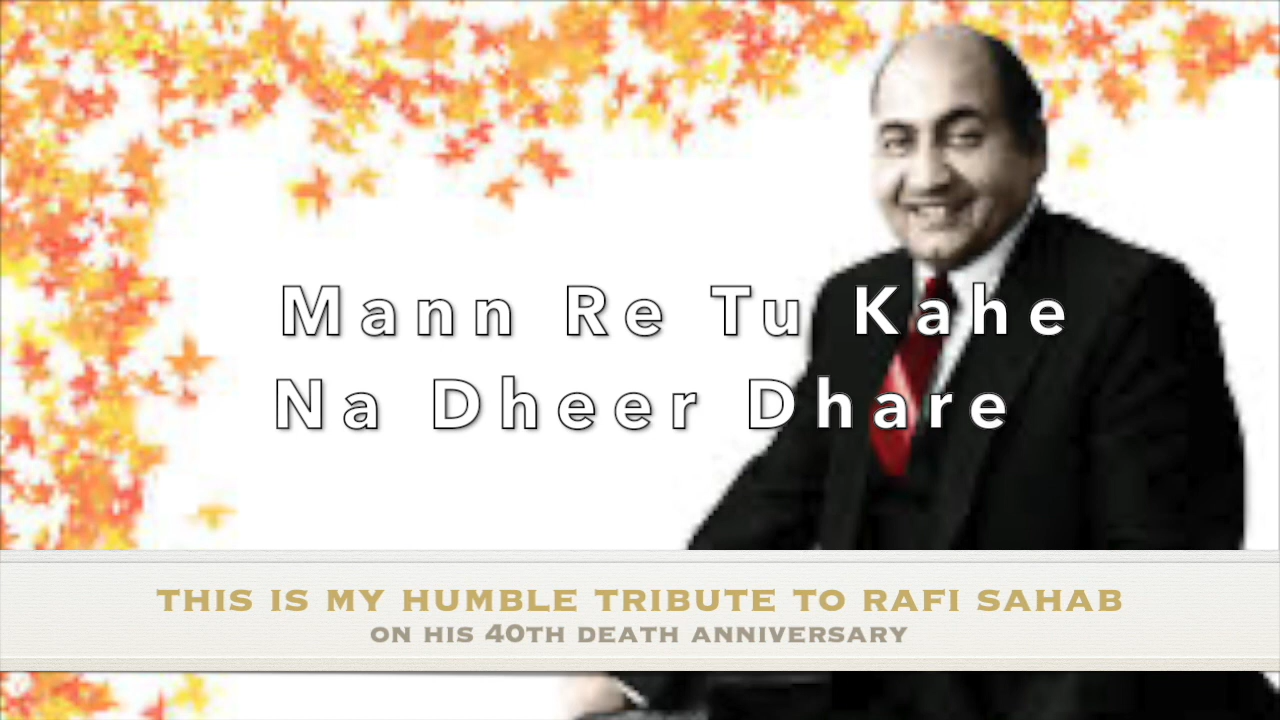 Mann Re Tu Kahe
Na Dheer Dhare
THIS IS MY HUMBLE TRIBUTE TO RAFI SAHAB
ON HIS 40TH DEATH ANNIVERSARY